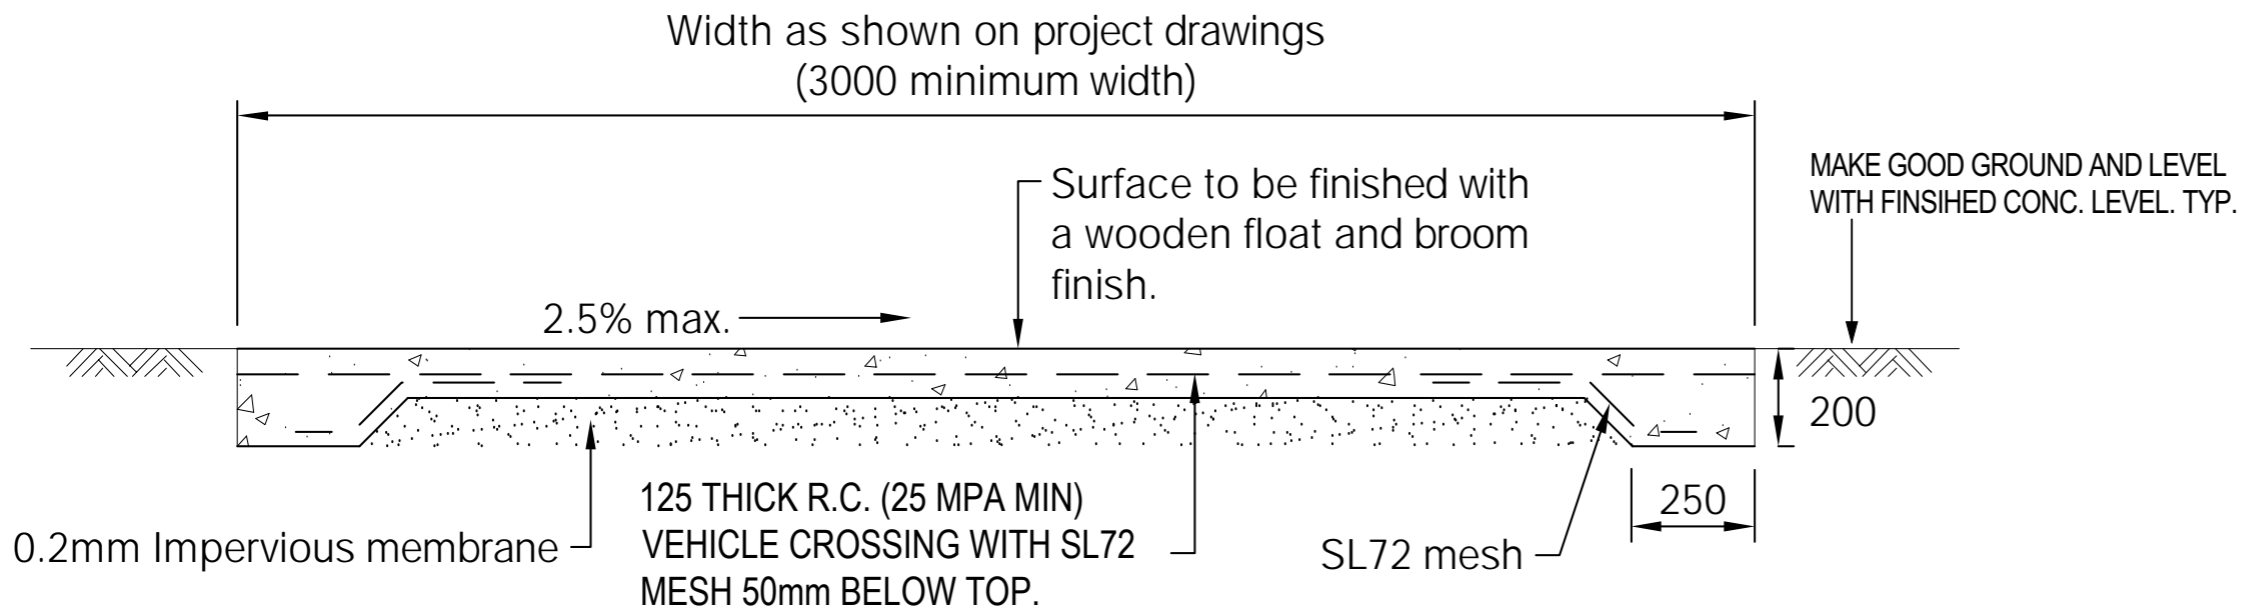 Width as shown on project drawings
(3000 minimum width)
MAKE GOOD GROUND AND LEVEL
WITH FINSIHED CONC. LEVEL. TYP.
Surface to be finished with
a wooden float and broom
finish.
2.5% max.
200
250
0.2mm Impervious membrane
125 THICK R.C. (25 MPA MIN)
VEHICLE CROSSING WITH SL72
MESH 50mm BELOW TOP.
SL72 mesh